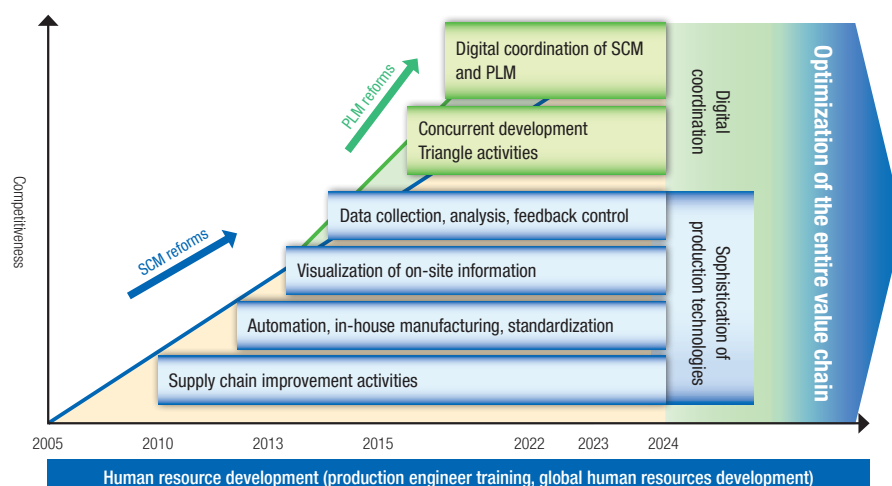 Digital coordination of SCM
and PLM
Concurrent development
Triangle activities
Data collection, analysis, feedback control
Visualization of on-site information
Automation, in-house manufacturing, standardization
Supply chain improvement activities
PLM reforms
SCM reforms
Competitiveness
Digital
coordination
Sophistication of
production technologies
Optimization of the entire value chain
2005
2010
2013
2015
2022
2023
2024
Human resource development (production engineer training, global human resources development)